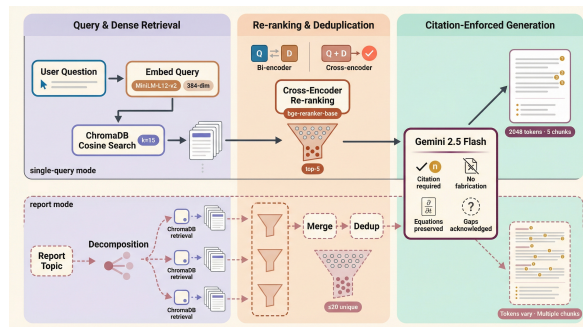 Query & Dense Retrieval
Re-ranking & Deduplication
Citation-Enforced Generation
User Question
Embed Query
MiniLM-L12-v2
384-dim
ChromaDB
Cosine Search
k=15
single-query mode
Q
D
Bi-encoder
Q + D
Cross-encoder
Cross-Encoder
Re-ranking
bge-reranker-base
top-5
Gemini 2.5 Flash
n
Citation
required
No
fabrication
∂
∂t
Equations
preserved
?
Gaps
acknowledged
2048 tokens · 5 chunks
report mode
Report
Topic
Decomposition
ChromaDB
retrieval
ChromaDB
retrieval
ChromaDB
retrieval
Merge
Dedup
≤20 unique
Tokens vary · Multiple chunks